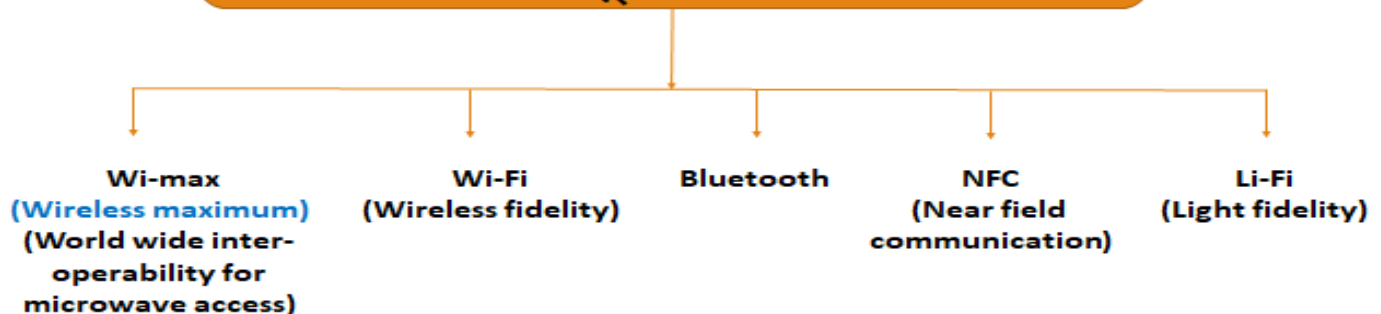 Wi-max
(Wireless maximum)
(World wide inter-
operability for
microwave access)
Wi-Fi
(Wireless fidelity)
Bluetooth
NFC
(Near field
communication)
Li-Fi
(Light fidelity)